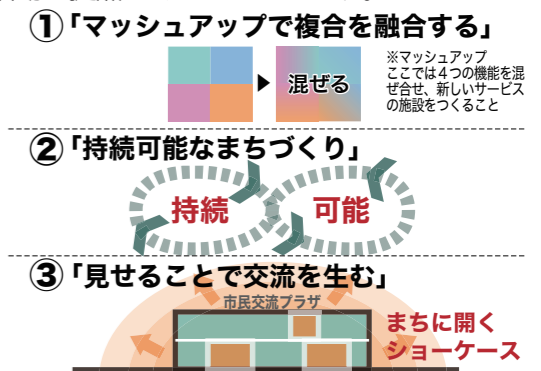 ①「マッシュアップで複合を融合する」
混ぜる
※マッシュアップ
ここでは４つの機能を混
ぜ合せ、新しいサービス
の施設をつくること
②「持続可能なまちづくり」
持続
可能
③「見せることで交流を生む」
市民交流プラザ
まちに開く
ショーケース